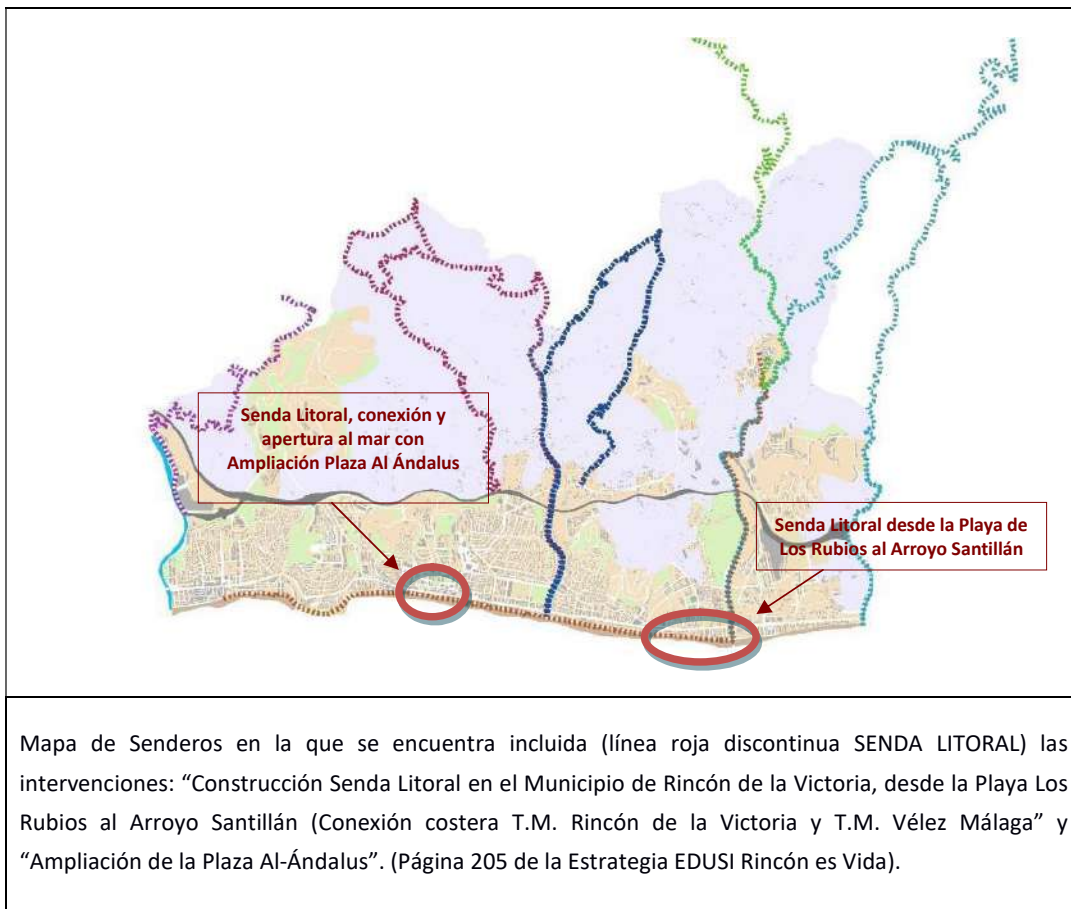 Senda Litoral, conexión y
apertura al mar con
Ampliación Plaza Al Ándalus
Senda Litoral desde la Playa de
Los Rubios al Arroyo Santillán
Mapa de Senderos en la que se encuentra incluida (línea roja discontinua SENDA LITORAL) las
intervenciones: “Construcción Senda Litoral en el Municipio de Rincón de la Victoria, desde la Playa Los
Rubios al Arroyo Santillán (Conexión costera T.M. Rincón de la Victoria y T.M. Vélez Málaga” y
“Ampliación de la Plaza Al-Ándalus”. (Página 205 de la Estrategia EDUSI Rincón es Vida).